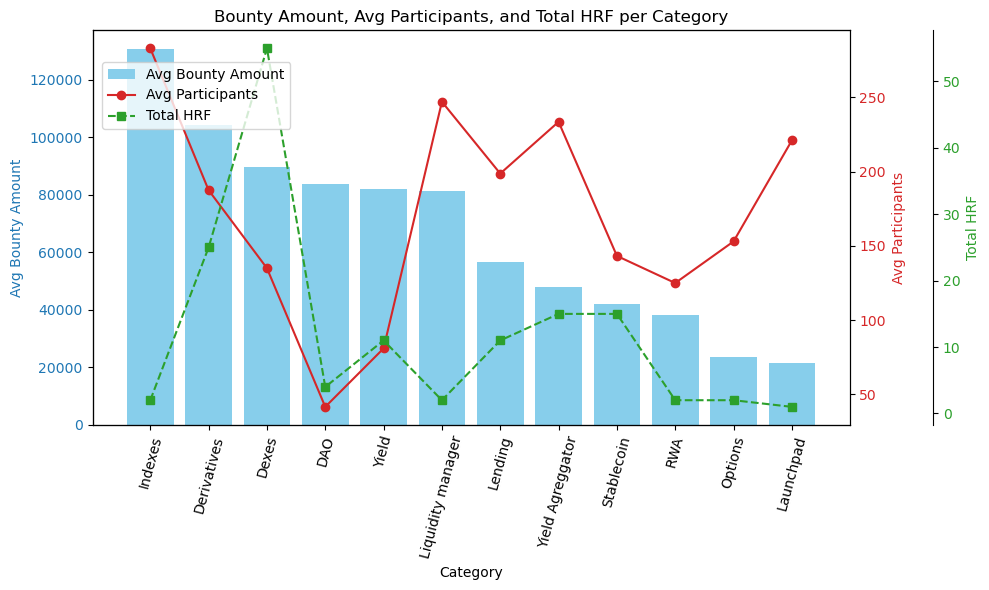 Bounty Amount, Avg Participants, and Total HRF per Category
Avg Bounty Amount
Avg Participants
Total HRF
120000
100000
80000
60000
40000
20000
0
Avg Bounty Amount
250
200
150
100
50
Avg Participants
50
40
30
20
10
0
Total HRF
Indexes
Derivatives
Dexes
DAO
Yield
Liquidity manager
Lending
Yield Agreggator
Stablecoin
RWA
Options
Launchpad
Category